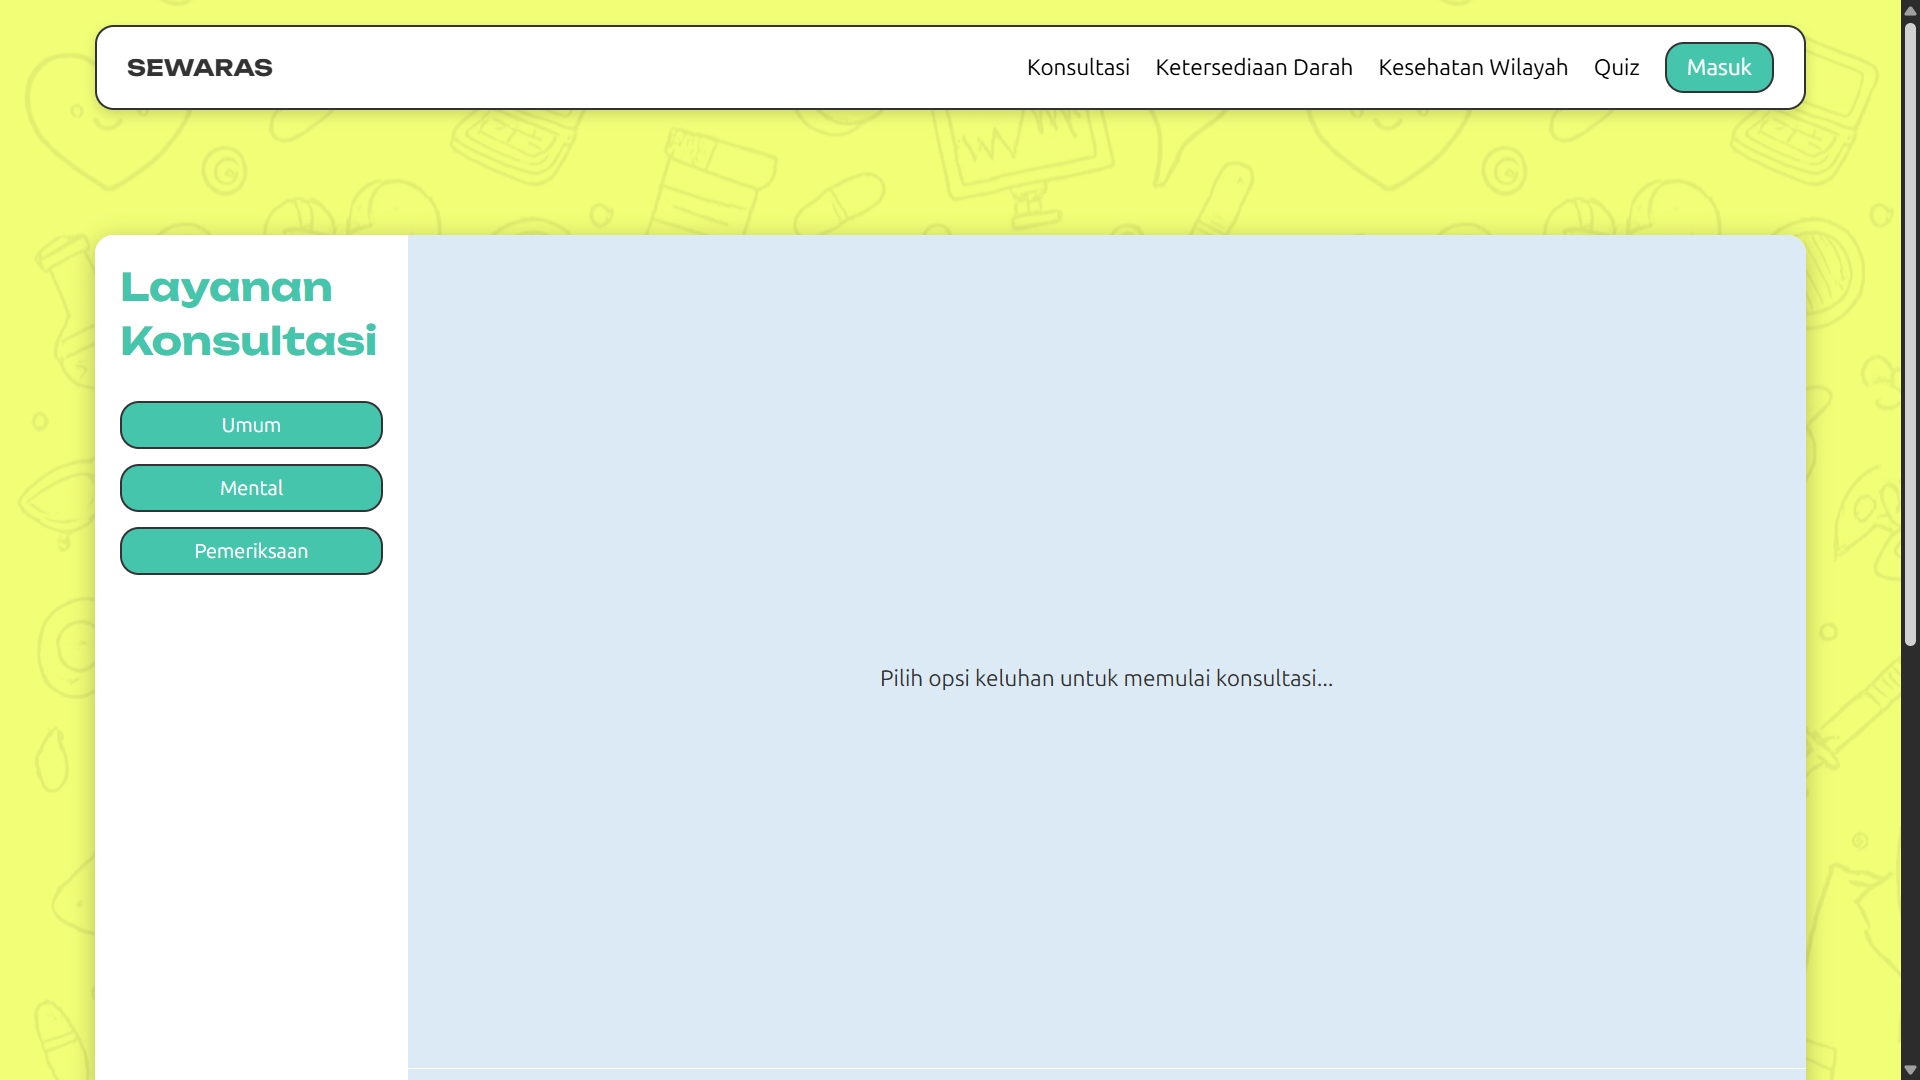 SEWARAS
Konsultasi
Ketersediaan Darah
Kesehatan Wilayah
Quiz
Masuk
Layanan
Konsultasi
Umum
Mental
Pemeriksaan
Pilih opsi keluhan untuk memulai konsultasi...